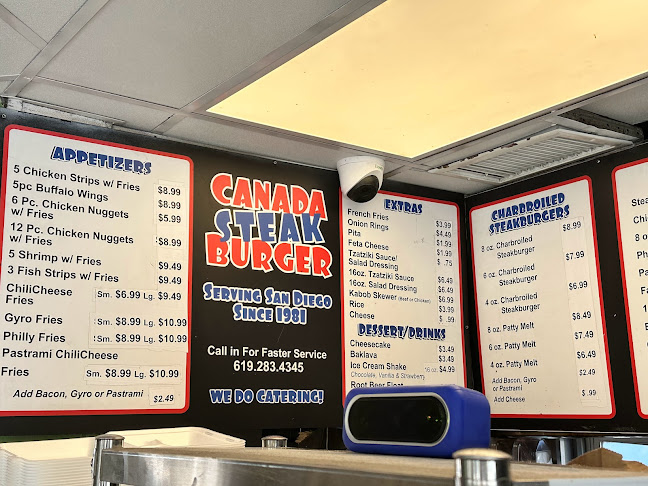 APPETIZERS
5 Chicken Strips w/ Fries $8.99
5pc Buffalo Wings $8.99
6 Pc. Chicken Nuggets
w/ Fries $5.99
12 Pc. Chicken Nuggets
w/ Fries $8.99
5 Shrimp w/ Fries $9.49
3 Fish Strips w/ Fries $9.49
ChiliCheese
Fries Sm. $6.99 Lg. $9.49
Gyro Fries Sm. $8.99 Lg. $10.99
Philly Fries Sm. $8.99 Lg. $10.99
Pastrami ChiliCheese
Fries Sm. $8.99 Lg. $10.99
Add Bacon, Gyro or Pastrami $2.49
CANADA
STEAK
BURGER
SERVING SAN DIEGO
SINCE 1981
Call in For Faster Service
619.283.4345
WE DO CATERING!
EXTRAS
French Fries $3.99
Onion Rings $4.49
Pita $1.99
Feta Cheese $1.99
Tzatziki Sauce/
Salad Dressing $ .75
16oz. Tzatziki Sauce $6.49
16oz. Salad Dressing $6.49
Kabob Skewer (Beef or Chicken) $6.99
Rice $3.99
Cheese $ .99
DESSERT/DRINKS
Cheesecake $3.49
Baklava $3.49
Ice Cream Shake 16 oz. $4.99
Chocolate, Vanilla & Strawberry
Root Beer Float
CHARBROILED
STEAKBURGERS
8 oz. Charbroiled
Steakburger $8.99
6 oz. Charbroiled
Steakburger $7.99
4 oz. Charbroiled
Steakburger $6.99
8 oz. Patty Melt $8.49
6 oz. Patty Melt $7.49
4 oz. Patty Melt $6.49
Add Bacon, Gyro
or Pastrami $2.49
Add Cheese $ .99